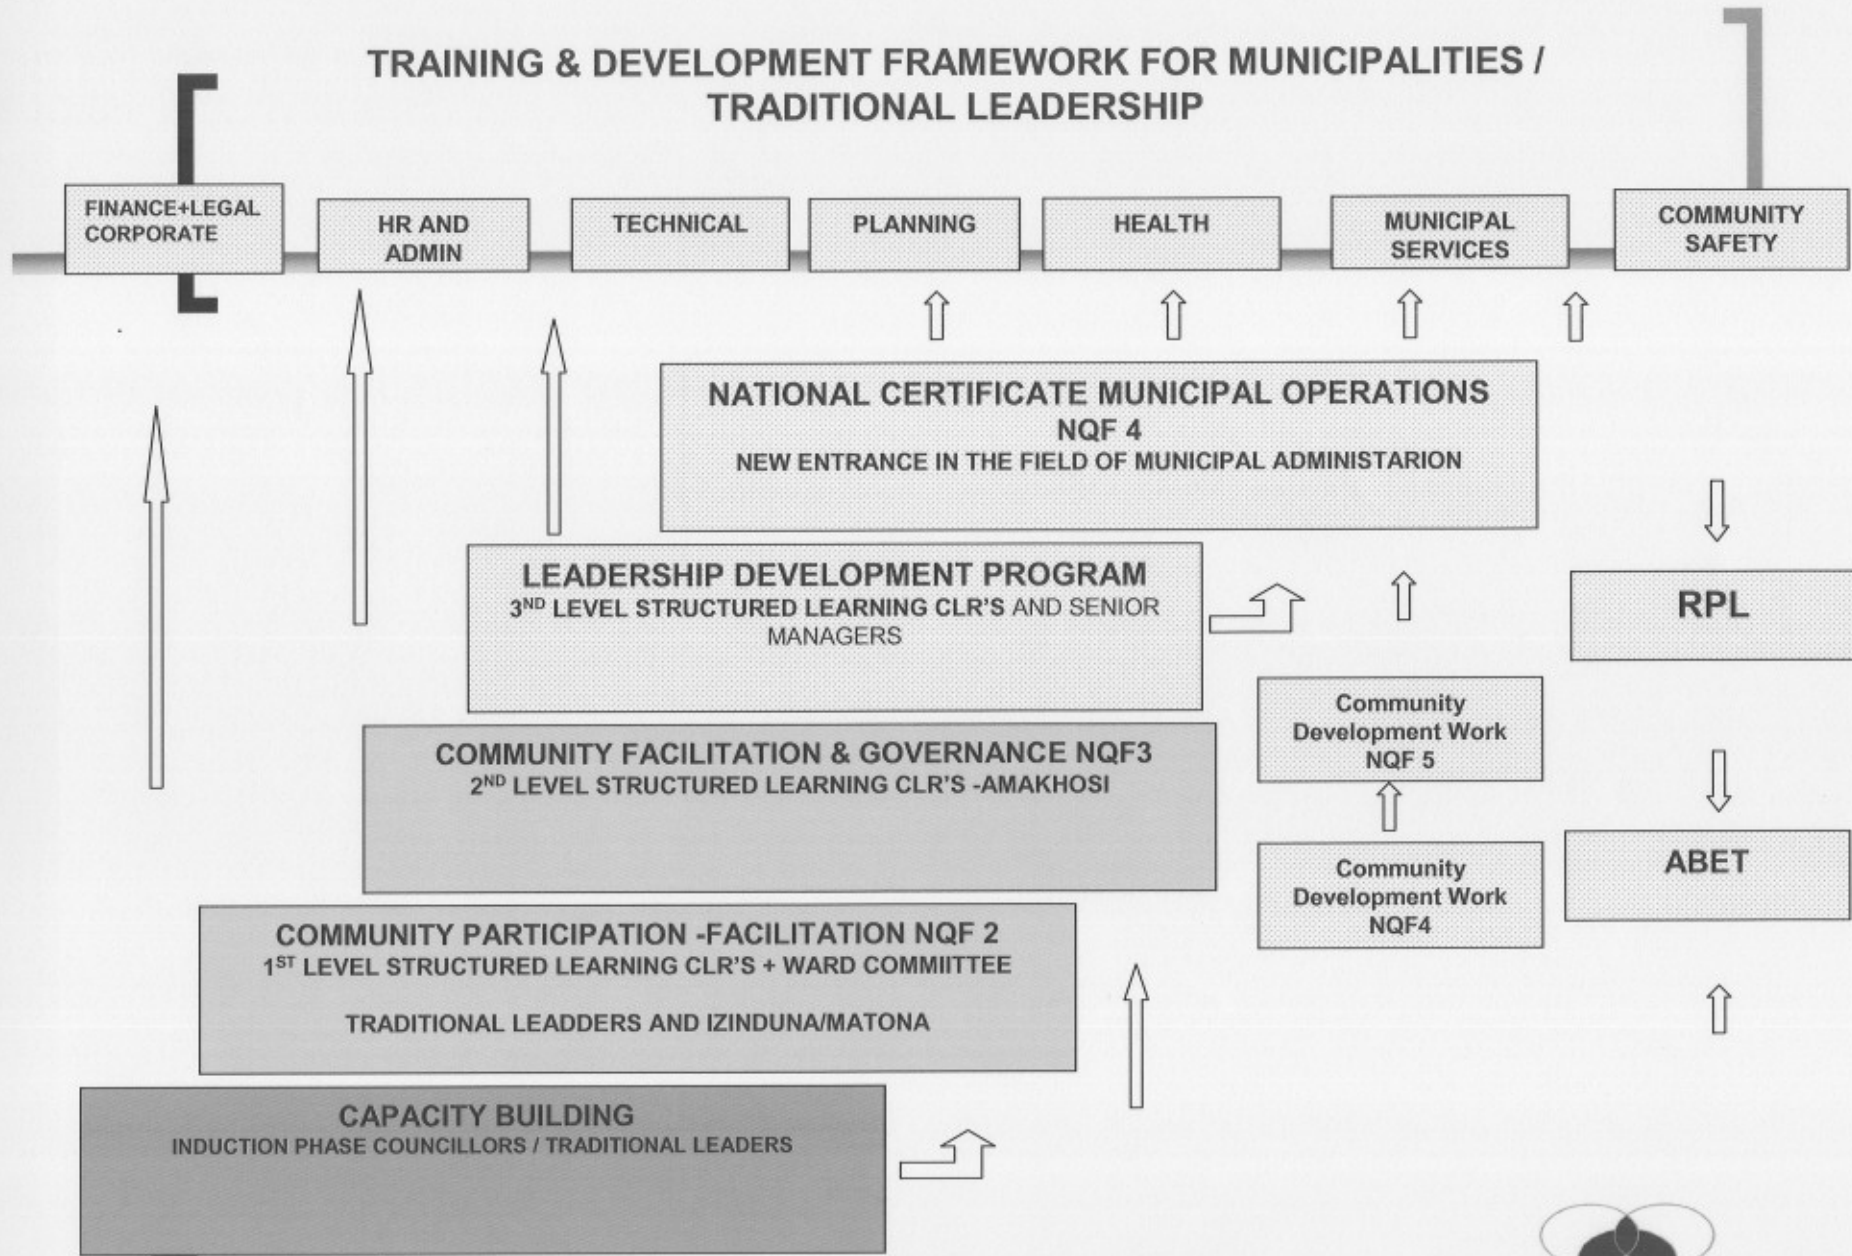 TRAINING & DEVELOPMENT FRAMEWORK FOR MUNICIPALITIES /
TRADITIONAL LEADERSHIP
FINANCE+LEGAL
CORPORATE
HR AND
ADMIN
TECHNICAL
PLANNING
HEALTH
MUNICIPAL
SERVICES
COMMUNITY
SAFETY
NATIONAL CERTIFICATE MUNICIPAL OPERATIONS
NQF 4
NEW ENTRANCE IN THE FIELD OF MUNICIPAL ADMINISTARION
LEADERSHIP DEVELOPMENT PROGRAM
3ND LEVEL STRUCTURED LEARNING CLR'S AND SENIOR
MANAGERS
RPL
Community
Development Work
NQF 5
COMMUNITY FACILITATION & GOVERNANCE NQF3
2ND LEVEL STRUCTURED LEARNING CLR'S -AMAKHOSI
Community
Development Work
NQF4
ABET
COMMUNITY PARTICIPATION -FACILITATION NQF 2
1ST LEVEL STRUCTURED LEARNING CLR'S + WARD COMMIITTEE
TRADITIONAL LEADDERS AND IZINDUNA/MATONA
CAPACITY BUILDING
INDUCTION PHASE COUNCILLORS / TRADITIONAL LEADERS